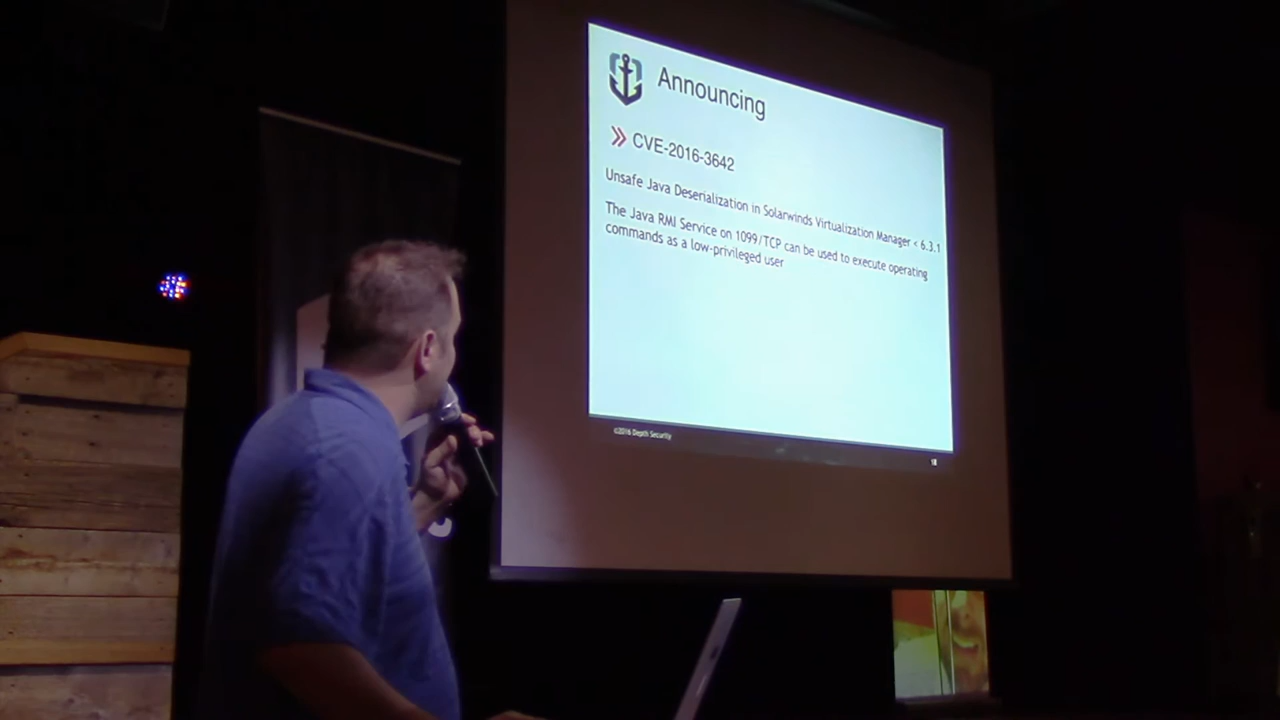 Announcing
CVE-2016-3642
Unsafe Java Deserialization in Solarwinds Virtualization Manager < 6.3.1
The Java RMI Service on 1099/TCP can be used to execute operating
commands as a low-privileged user
©2016 Depth Security